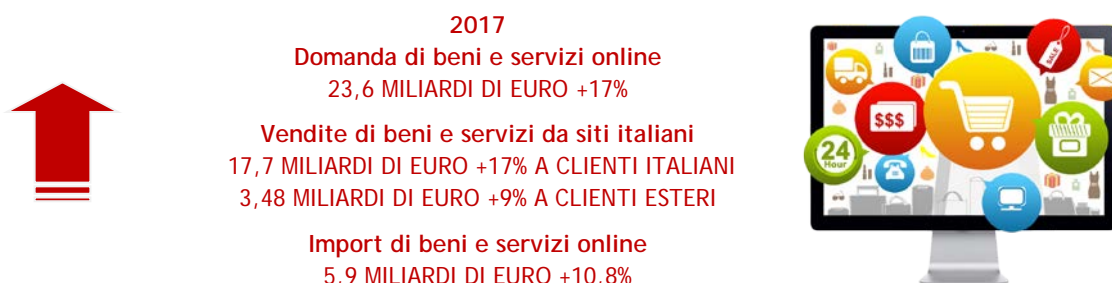 2017
Domanda di beni e servizi online
23,6 MILIARDI DI EURO +17%
Vendite di beni e servizi da siti italiani
17,7 MILIARDI DI EURO +17% A CLIENTI ITALIANI
3,48 MILIARDI DI EURO +9% A CLIENTI ESTERI
Import di beni e servizi online
5,9 MILIARDI DI EURO +10,8%
SALE
$$$
24
Hour